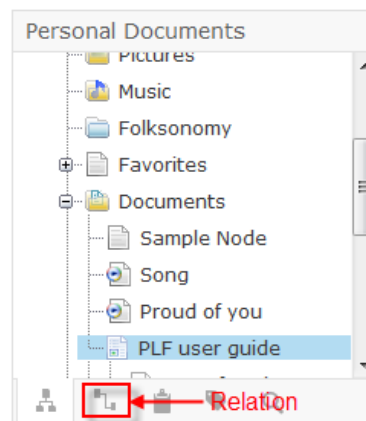 Personal Documents
Pictures
Music
Folksonomy
Favorites
Documents
Sample Node
Song
Proud of you
PLF user guide
Relation